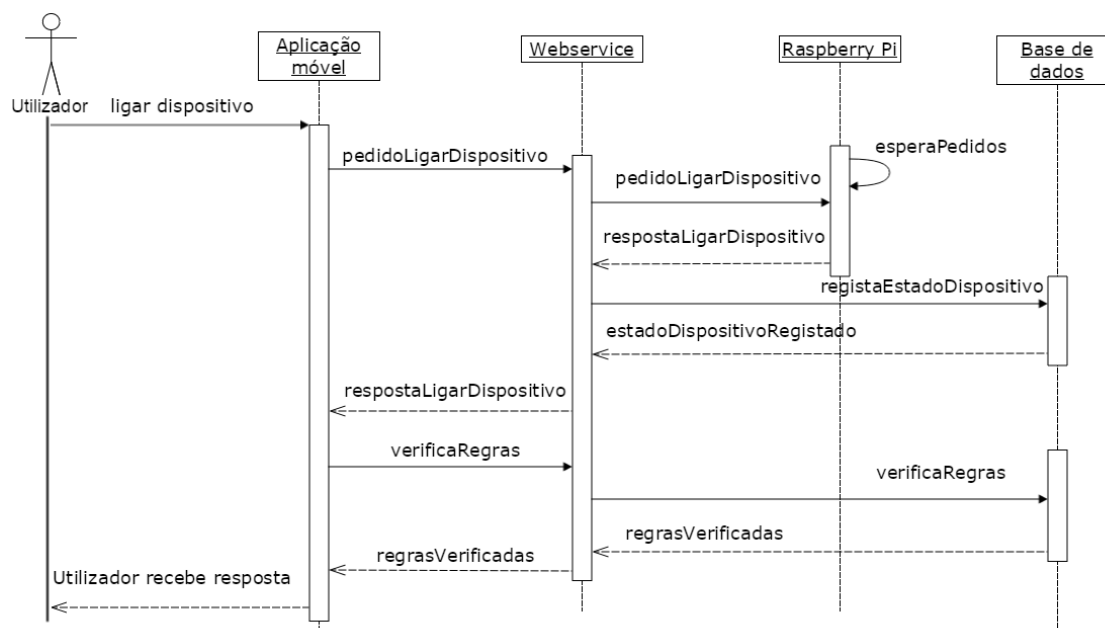 Aplicação
móvel
Webservice
Raspberry Pi
Base de
dados
Utilizador
ligar dispositivo
pedidoLigarDispositivo
esperaPedidos
pedidoLigarDispositivo
respostaLigarDispositivo
registaEstadoDispositivo
estadoDispositivoRegistado
respostaLigarDispositivo
verificaRegras
verificaRegras
regrasVerificadas
regrasVerificadas
Utilizador recebe resposta